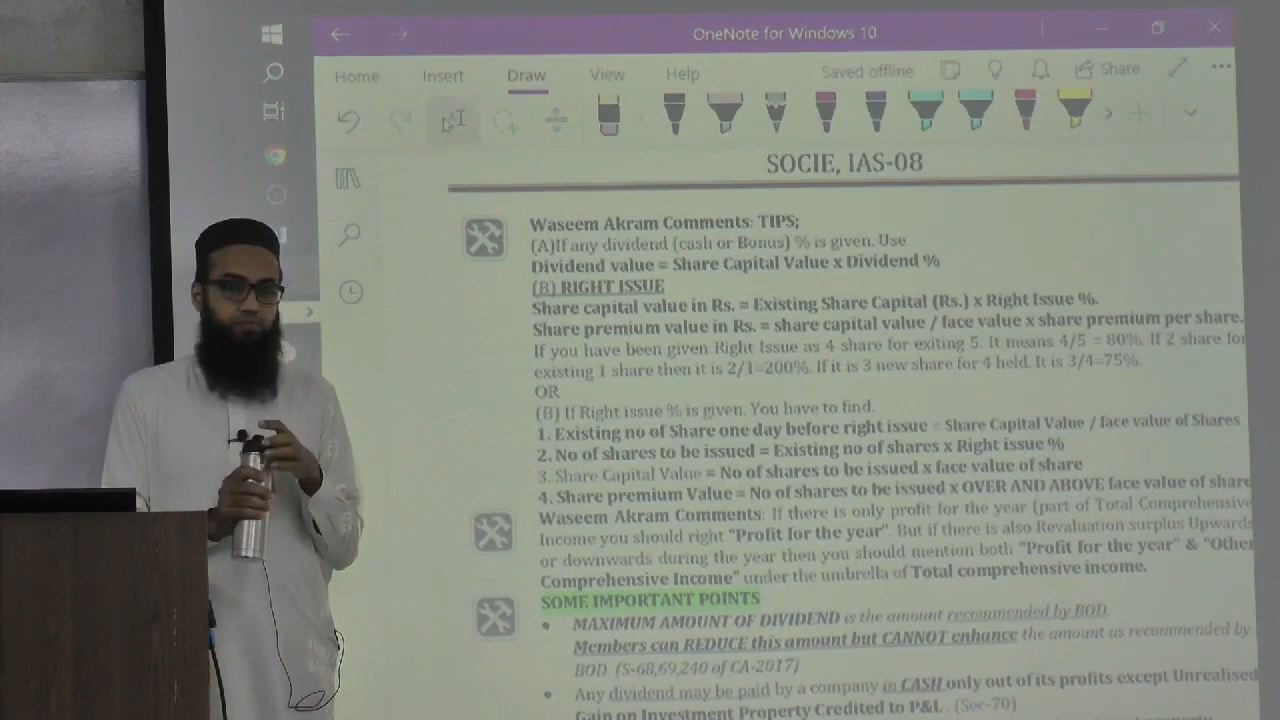 OneNote for Windows 10
Home Insert Draw View Help Saved offline Share
SOCIE, IAS-08
Waseem Akram Comments: TIPS;
(A)If any dividend (cash or Bonus) % is given. Use
Dividend value = Share Capital Value x Dividend %
(B) RIGHT ISSUE
Share capital value in Rs. = Existing Share Capital (Rs.) x Right Issue %.
Share premium value in Rs. = share capital value / face value x share premium per share.
If you have been given Right Issue as 4 share for exiting 5. It means 4/5 = 80%. If 2 share for
existing 1 share then it is 2/1=200%. If it is 3 new share for 4 held. It is 3/4=75%.
OR
(B) If Right issue % is given. You have to find.
1. Existing no of Share one day before right issue = Share Capital Value / face value of Shares
2. No of shares to be issued = Existing no of shares x Right issue %
3. Share Capital Value = No of shares to be issued x face value of share
4. Share premium Value = No of shares to be issued x OVER AND ABOVE face value of share
Waseem Akram Comments: If there is only profit for the year (part of Total Comprehensive
Income you should right "Profit for the year". But if there is also Revaluation surplus Upwards
or downwards during the year then you should mention both "Profit for the year" & "Other
Comprehensive Income" under the umbrella of Total comprehensive income.
SOME IMPORTANT POINTS
• MAXIMUM AMOUNT OF DIVIDEND is the amount recommended by BOD.
Members can REDUCE this amount but CANNOT enhance the amount as recommended by
BOD. (S-68,69,240 of CA-2017)
• Any dividend may be paid by a company in CASH only out of its profits except Unrealised
Gain on Investment Property Credited to P&L . (Sec-70)